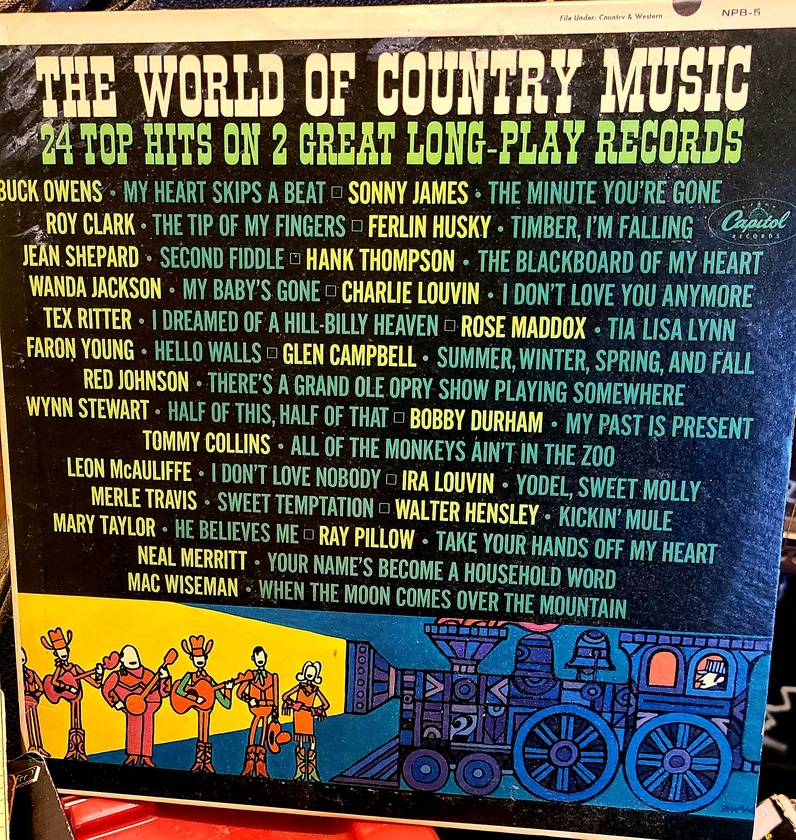 File Under: Country & Western
NPB-5
THE WORLD OF COUNTRY MUSIC
24 TOP HITS ON 2 GREAT LONG-PLAY RECORDS
BUCK OWENS · MY HEART SKIPS A BEAT □ SONNY JAMES · THE MINUTE YOU'RE GONE
ROY CLARK · THE TIP OF MY FINGERS □ FERLIN HUSKY · TIMBER, I'M FALLING
Capitol
RECORDS
JEAN SHEPARD · SECOND FIDDLE □ HANK THOMPSON · THE BLACKBOARD OF MY HEART
WANDA JACKSON · MY BABY'S GONE □ CHARLIE LOUVIN · I DON'T LOVE YOU ANYMORE
TEX RITTER · I DREAMED OF A HILL-BILLY HEAVEN □ ROSE MADDOX · TIA LISA LYNN
FARON YOUNG · HELLO WALLS □ GLEN CAMPBELL · SUMMER, WINTER, SPRING, AND FALL
RED JOHNSON · THERE'S A GRAND OLE OPRY SHOW PLAYING SOMEWHERE
WYNN STEWART · HALF OF THIS, HALF OF THAT □ BOBBY DURHAM · MY PAST IS PRESENT
TOMMY COLLINS · ALL OF THE MONKEYS AIN'T IN THE ZOO
LEON McAULIFFE · I DON'T LOVE NOBODY □ IRA LOUVIN · YODEL, SWEET MOLLY
MERLE TRAVIS · SWEET TEMPTATION □ WALTER HENSLEY · KICKIN' MULE
MARY TAYLOR · HE BELIEVES ME □ RAY PILLOW · TAKE YOUR HANDS OFF MY HEART
NEAL MERRITT · YOUR NAME'S BECOME A HOUSEHOLD WORD
MAC WISEMAN · WHEN THE MOON COMES OVER THE MOUNTAIN
2